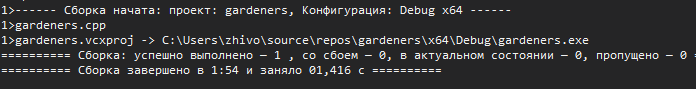 1>------ Сборка начата: проект: gardeners, Конфигурация: Debug x64 ------
1>gardeners.cpp
1>gardeners.vcxproj -> C:\Users\zhivo\source\repos\gardeners\x64\Debug\gardeners.exe
========== Сборка: успешно выполнено — 1 , со сбоем — 0, в актуальном состоянии — 0, пропущено — 0 =
========== Сборка завершено в 1:54 и заняло 01,416 с ==========